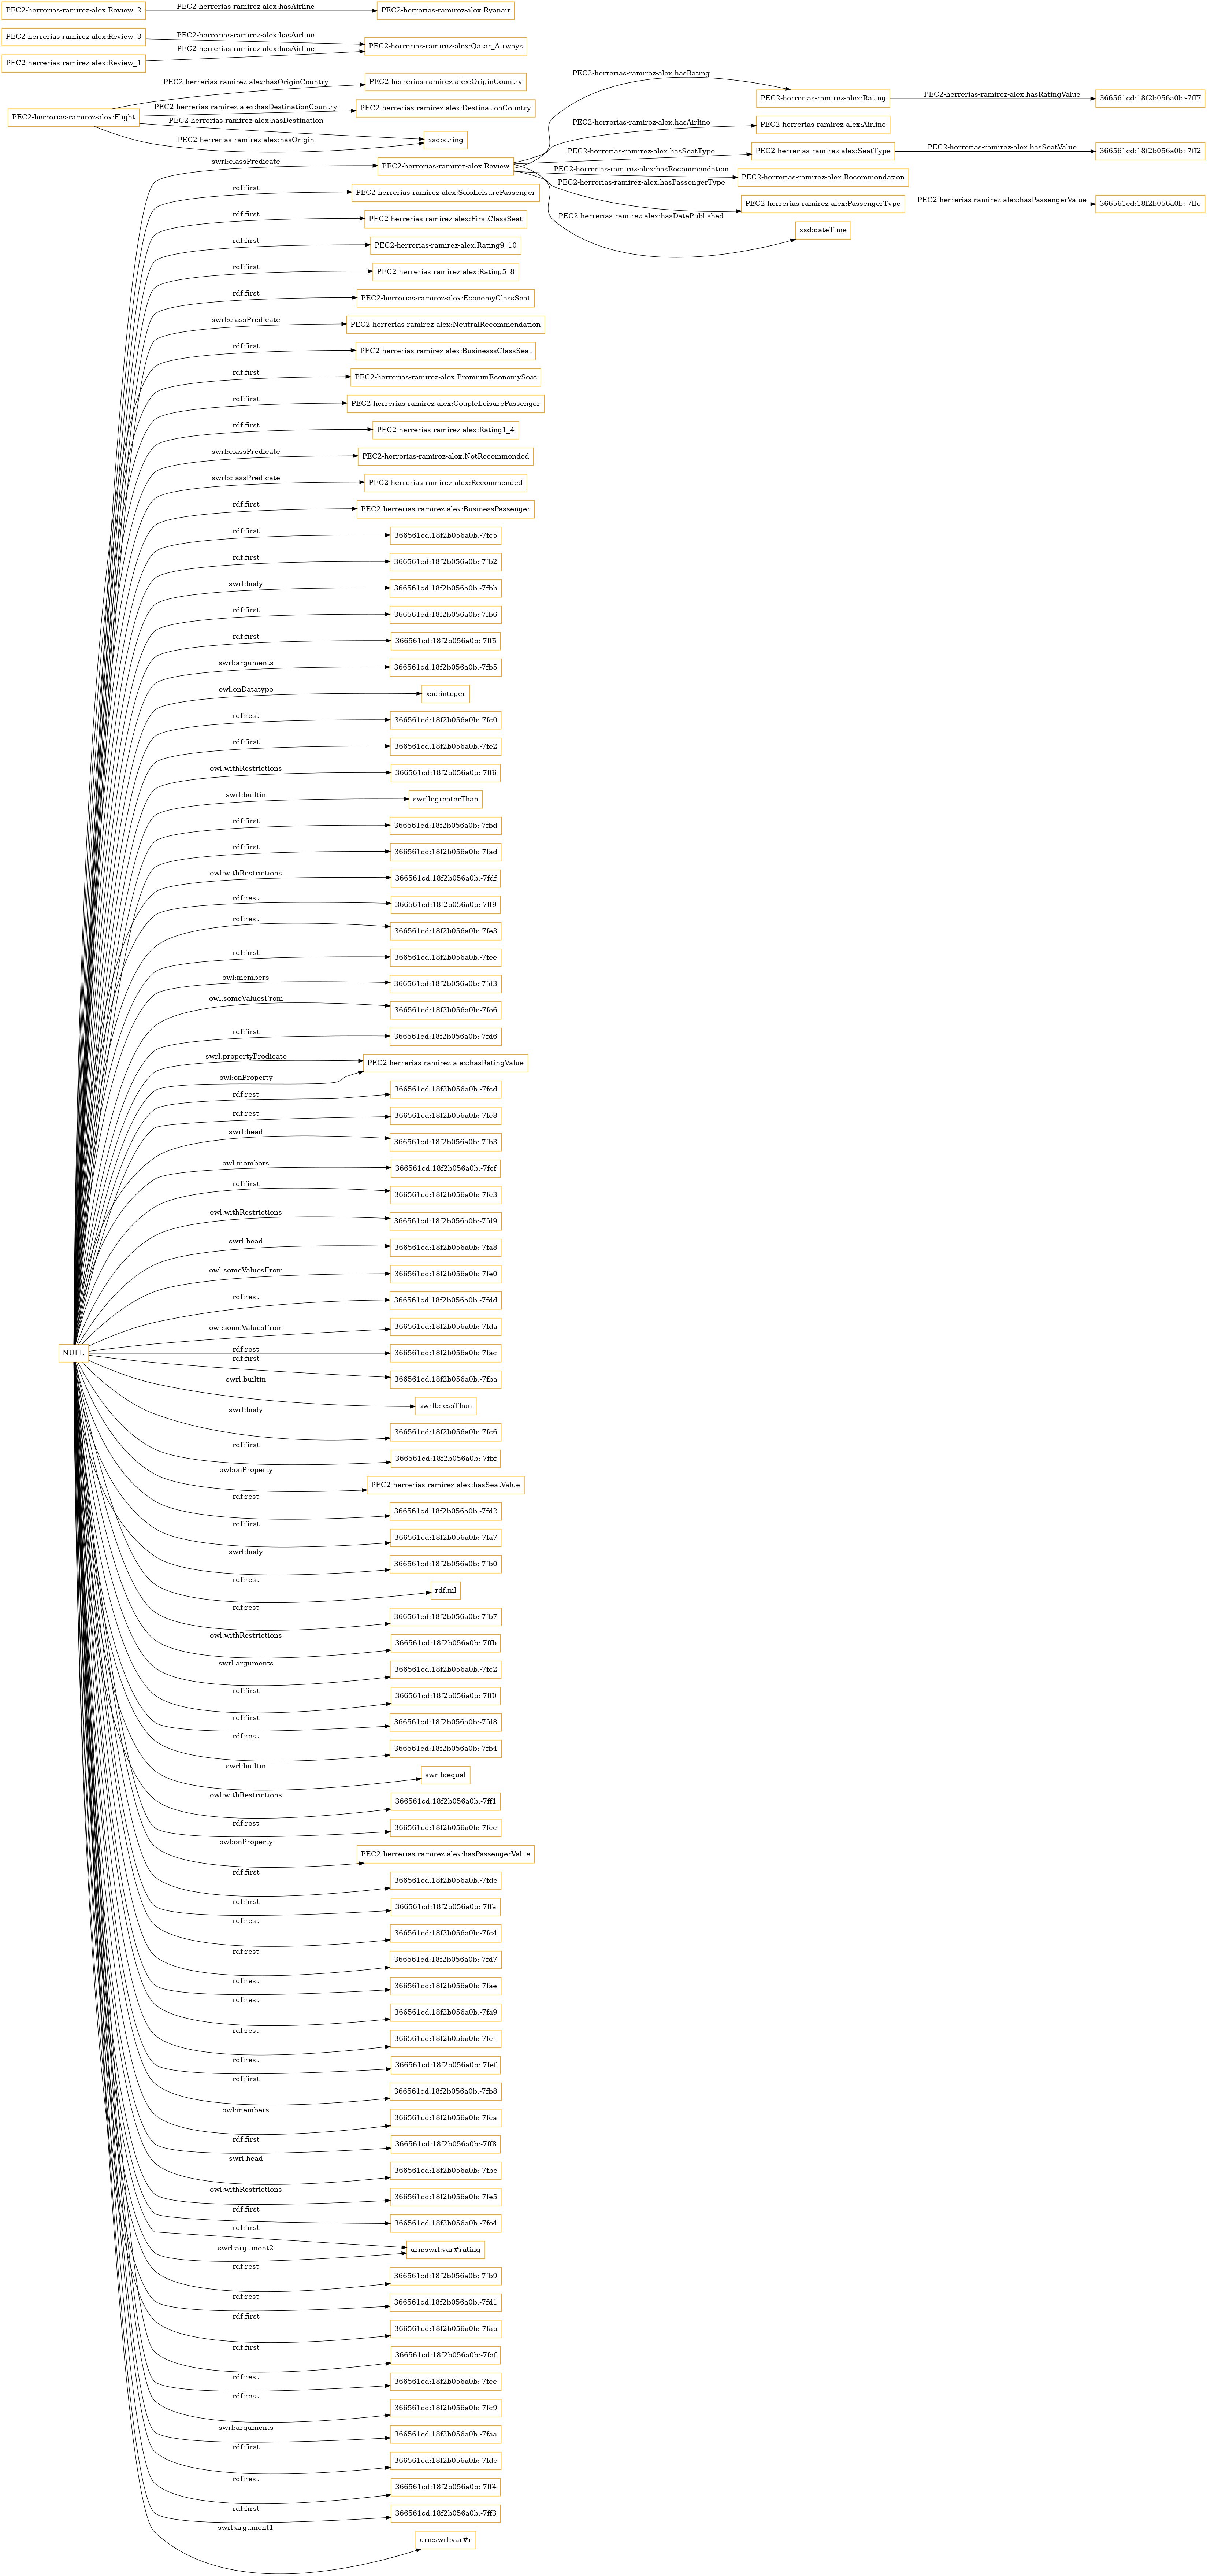 PEC2-herrerias-ramirez-alex:Review_2
PEC2-herrerias-ramirez-alex:hasAirline
PEC2-herrerias-ramirez-alex:Ryanair
PEC2-herrerias-ramirez-alex:Review_3
PEC2-herrerias-ramirez-alex:hasAirline
PEC2-herrerias-ramirez-alex:Qatar_Airways
PEC2-herrerias-ramirez-alex:hasAirline
PEC2-herrerias-ramirez-alex:Review_1
PEC2-herrerias-ramirez-alex:Flight
PEC2-herrerias-ramirez-alex:hasOriginCountry
PEC2-herrerias-ramirez-alex:OriginCountry
PEC2-herrerias-ramirez-alex:hasDestinationCountry
PEC2-herrerias-ramirez-alex:DestinationCountry
PEC2-herrerias-ramirez-alex:hasDestination
PEC2-herrerias-ramirez-alex:hasOrigin
xsd:string
swrl:classPredicate
PEC2-herrerias-ramirez-alex:Review
PEC2-herrerias-ramirez-alex:hasRating
PEC2-herrerias-ramirez-alex:Rating
PEC2-herrerias-ramirez-alex:hasRatingValue
366561cd:18f2b056a0b:-7ff7
PEC2-herrerias-ramirez-alex:hasAirline
PEC2-herrerias-ramirez-alex:Airline
PEC2-herrerias-ramirez-alex:hasSeatType
PEC2-herrerias-ramirez-alex:SeatType
PEC2-herrerias-ramirez-alex:hasSeatValue
366561cd:18f2b056a0b:-7ff2
PEC2-herrerias-ramirez-alex:hasRecommendation
PEC2-herrerias-ramirez-alex:Recommendation
PEC2-herrerias-ramirez-alex:hasPassengerType
PEC2-herrerias-ramirez-alex:PassengerType
PEC2-herrerias-ramirez-alex:hasPassengerValue
366561cd:18f2b056a0b:-7ffc
PEC2-herrerias-ramirez-alex:hasDatePublished
xsd:dateTime
rdf:first
PEC2-herrerias-ramirez-alex:SoloLeisurePassenger
rdf:first
PEC2-herrerias-ramirez-alex:FirstClassSeat
rdf:first
PEC2-herrerias-ramirez-alex:Rating9_10
rdf:first
PEC2-herrerias-ramirez-alex:Rating5_8
rdf:first
PEC2-herrerias-ramirez-alex:EconomyClassSeat
swrl:classPredicate
PEC2-herrerias-ramirez-alex:NeutralRecommendation
rdf:first
PEC2-herrerias-ramirez-alex:BusinesssClassSeat
rdf:first
PEC2-herrerias-ramirez-alex:PremiumEconomySeat
rdf:first
PEC2-herrerias-ramirez-alex:CoupleLeisurePassenger
rdf:first
PEC2-herrerias-ramirez-alex:Rating1_4
swrl:classPredicate
PEC2-herrerias-ramirez-alex:NotRecommended
swrl:classPredicate
PEC2-herrerias-ramirez-alex:Recommended
rdf:first
PEC2-herrerias-ramirez-alex:BusinessPassenger
rdf:first
366561cd:18f2b056a0b:-7fc5
rdf:first
366561cd:18f2b056a0b:-7fb2
swrl:body
366561cd:18f2b056a0b:-7fbb
rdf:first
366561cd:18f2b056a0b:-7fb6
rdf:first
366561cd:18f2b056a0b:-7ff5
swrl:arguments
366561cd:18f2b056a0b:-7fb5
owl:onDatatype
xsd:integer
rdf:rest
366561cd:18f2b056a0b:-7fc0
rdf:first
366561cd:18f2b056a0b:-7fe2
owl:withRestrictions
366561cd:18f2b056a0b:-7ff6
swrl:builtin
swrlb:greaterThan
rdf:first
366561cd:18f2b056a0b:-7fbd
rdf:first
366561cd:18f2b056a0b:-7fad
owl:withRestrictions
366561cd:18f2b056a0b:-7fdf
rdf:rest
366561cd:18f2b056a0b:-7ff9
rdf:rest
366561cd:18f2b056a0b:-7fe3
rdf:first
366561cd:18f2b056a0b:-7fee
owl:members
366561cd:18f2b056a0b:-7fd3
owl:someValuesFrom
366561cd:18f2b056a0b:-7fe6
rdf:first
366561cd:18f2b056a0b:-7fd6
swrl:propertyPredicate
PEC2-herrerias-ramirez-alex:hasRatingValue
owl:onProperty
rdf:rest
366561cd:18f2b056a0b:-7fcd
rdf:rest
366561cd:18f2b056a0b:-7fc8
swrl:head
366561cd:18f2b056a0b:-7fb3
owl:members
366561cd:18f2b056a0b:-7fcf
rdf:first
366561cd:18f2b056a0b:-7fc3
owl:withRestrictions
366561cd:18f2b056a0b:-7fd9
swrl:head
366561cd:18f2b056a0b:-7fa8
owl:someValuesFrom
366561cd:18f2b056a0b:-7fe0
rdf:rest
366561cd:18f2b056a0b:-7fdd
owl:someValuesFrom
366561cd:18f2b056a0b:-7fda
NULL
rdf:rest
366561cd:18f2b056a0b:-7fac
rdf:first
366561cd:18f2b056a0b:-7fba
swrl:builtin
swrlb:lessThan
swrl:body
366561cd:18f2b056a0b:-7fc6
rdf:first
366561cd:18f2b056a0b:-7fbf
owl:onProperty
PEC2-herrerias-ramirez-alex:hasSeatValue
rdf:rest
366561cd:18f2b056a0b:-7fd2
rdf:first
366561cd:18f2b056a0b:-7fa7
swrl:body
366561cd:18f2b056a0b:-7fb0
rdf:rest
rdf:nil
rdf:rest
366561cd:18f2b056a0b:-7fb7
owl:withRestrictions
366561cd:18f2b056a0b:-7ffb
swrl:arguments
366561cd:18f2b056a0b:-7fc2
rdf:first
366561cd:18f2b056a0b:-7ff0
rdf:first
366561cd:18f2b056a0b:-7fd8
rdf:rest
366561cd:18f2b056a0b:-7fb4
swrl:builtin
swrlb:equal
owl:withRestrictions
366561cd:18f2b056a0b:-7ff1
rdf:rest
366561cd:18f2b056a0b:-7fcc
owl:onProperty
PEC2-herrerias-ramirez-alex:hasPassengerValue
rdf:first
366561cd:18f2b056a0b:-7fde
rdf:first
366561cd:18f2b056a0b:-7ffa
rdf:rest
366561cd:18f2b056a0b:-7fc4
rdf:rest
366561cd:18f2b056a0b:-7fd7
rdf:rest
366561cd:18f2b056a0b:-7fae
rdf:rest
366561cd:18f2b056a0b:-7fa9
rdf:rest
366561cd:18f2b056a0b:-7fc1
rdf:rest
366561cd:18f2b056a0b:-7fef
rdf:first
366561cd:18f2b056a0b:-7fb8
owl:members
366561cd:18f2b056a0b:-7fca
rdf:first
366561cd:18f2b056a0b:-7ff8
swrl:head
366561cd:18f2b056a0b:-7fbe
owl:withRestrictions
366561cd:18f2b056a0b:-7fe5
rdf:first
366561cd:18f2b056a0b:-7fe4
rdf:first
swrl:argument2
urn:swrl:var#rating
rdf:rest
366561cd:18f2b056a0b:-7fb9
rdf:rest
366561cd:18f2b056a0b:-7fd1
rdf:first
366561cd:18f2b056a0b:-7fab
rdf:first
366561cd:18f2b056a0b:-7faf
rdf:rest
366561cd:18f2b056a0b:-7fce
rdf:rest
366561cd:18f2b056a0b:-7fc9
swrl:arguments
366561cd:18f2b056a0b:-7faa
rdf:first
366561cd:18f2b056a0b:-7fdc
rdf:rest
366561cd:18f2b056a0b:-7ff4
rdf:first
366561cd:18f2b056a0b:-7ff3
swrl:argument1
urn:swrl:var#r